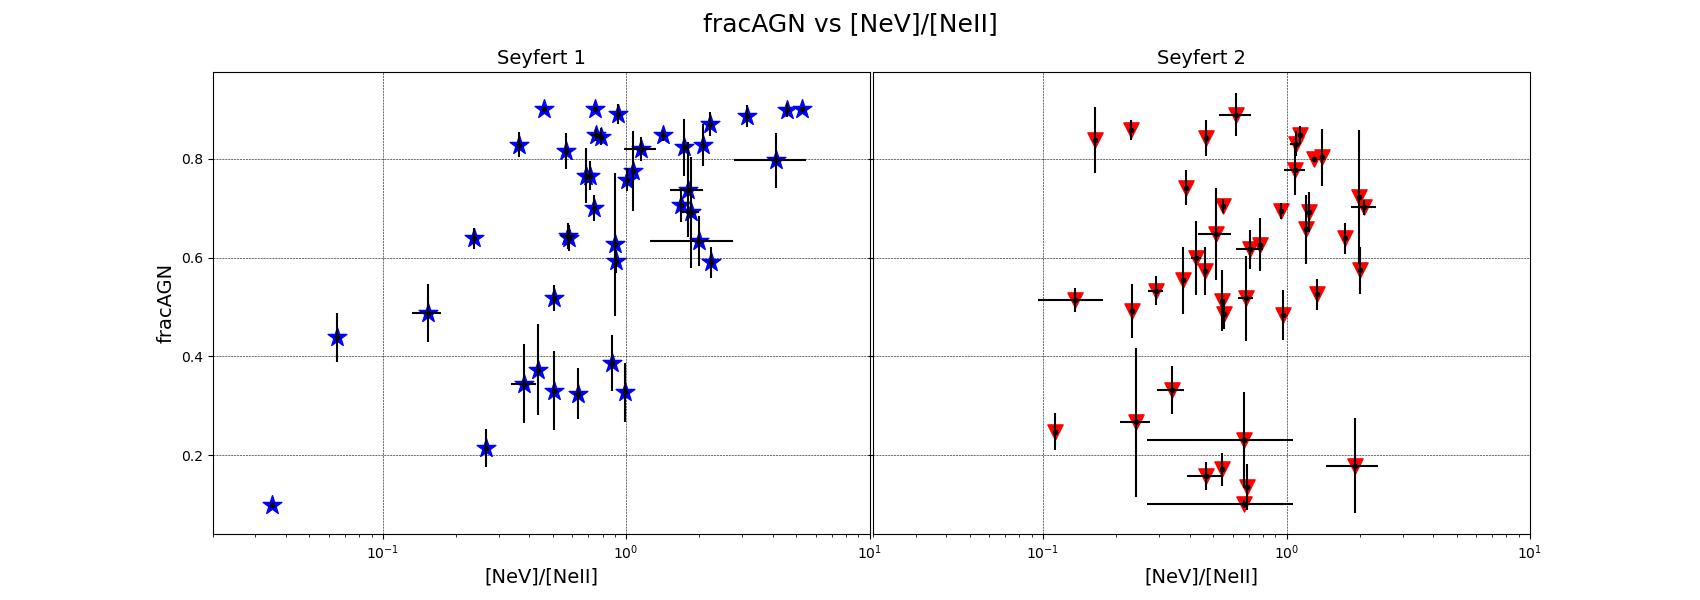 fracAGN vs [NeV]/[NeII]
Seyfert 1
Seyfert 2
fracAGN
0.8
0.6
0.4
0.2
10⁻¹
10⁰
10¹
10⁻¹
10⁰
10¹
[NeV]/[NeII]
[NeV]/[NeII]